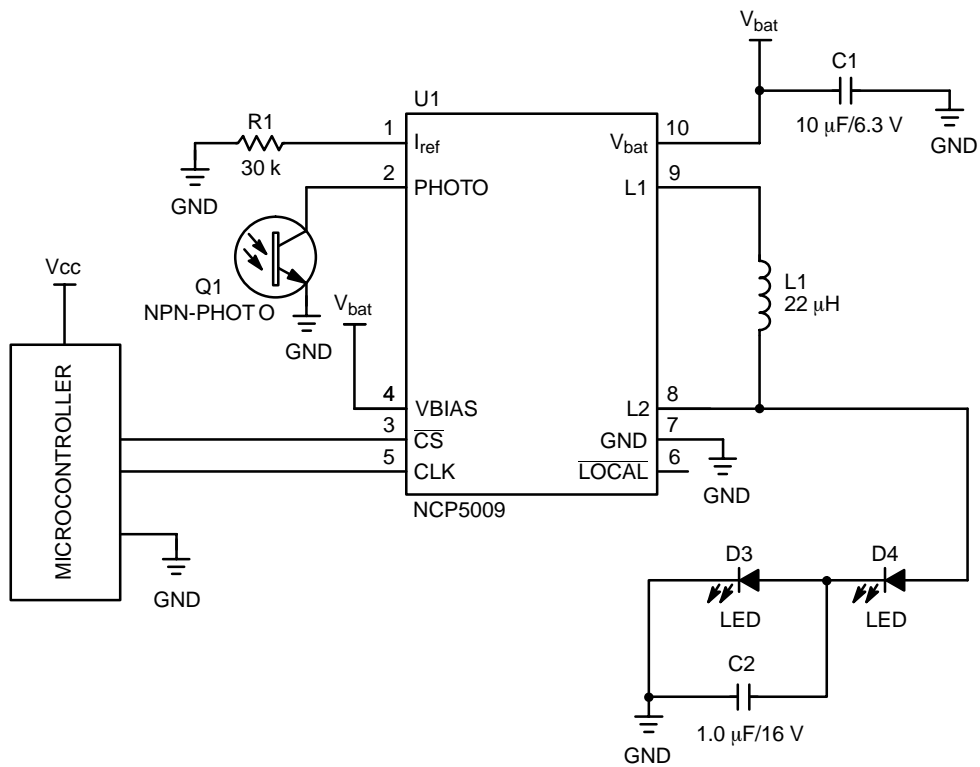 Vbat
C1
10 µF/6.3 V
GND
U1
R1
30 k
GND
1
Iref
Vbat
10
2
PHOTO
L1
9
Q1
NPN-PHOTO
GND
Vbat
L1
22 µH
Vcc
MICROCONTROLLER
GND
4
VBIAS
L2
8
3
CS
GND
7
5
CLK
LOCAL
6
GND
NCP5009
D3
LED
D4
LED
C2
1.0 µF/16 V
GND